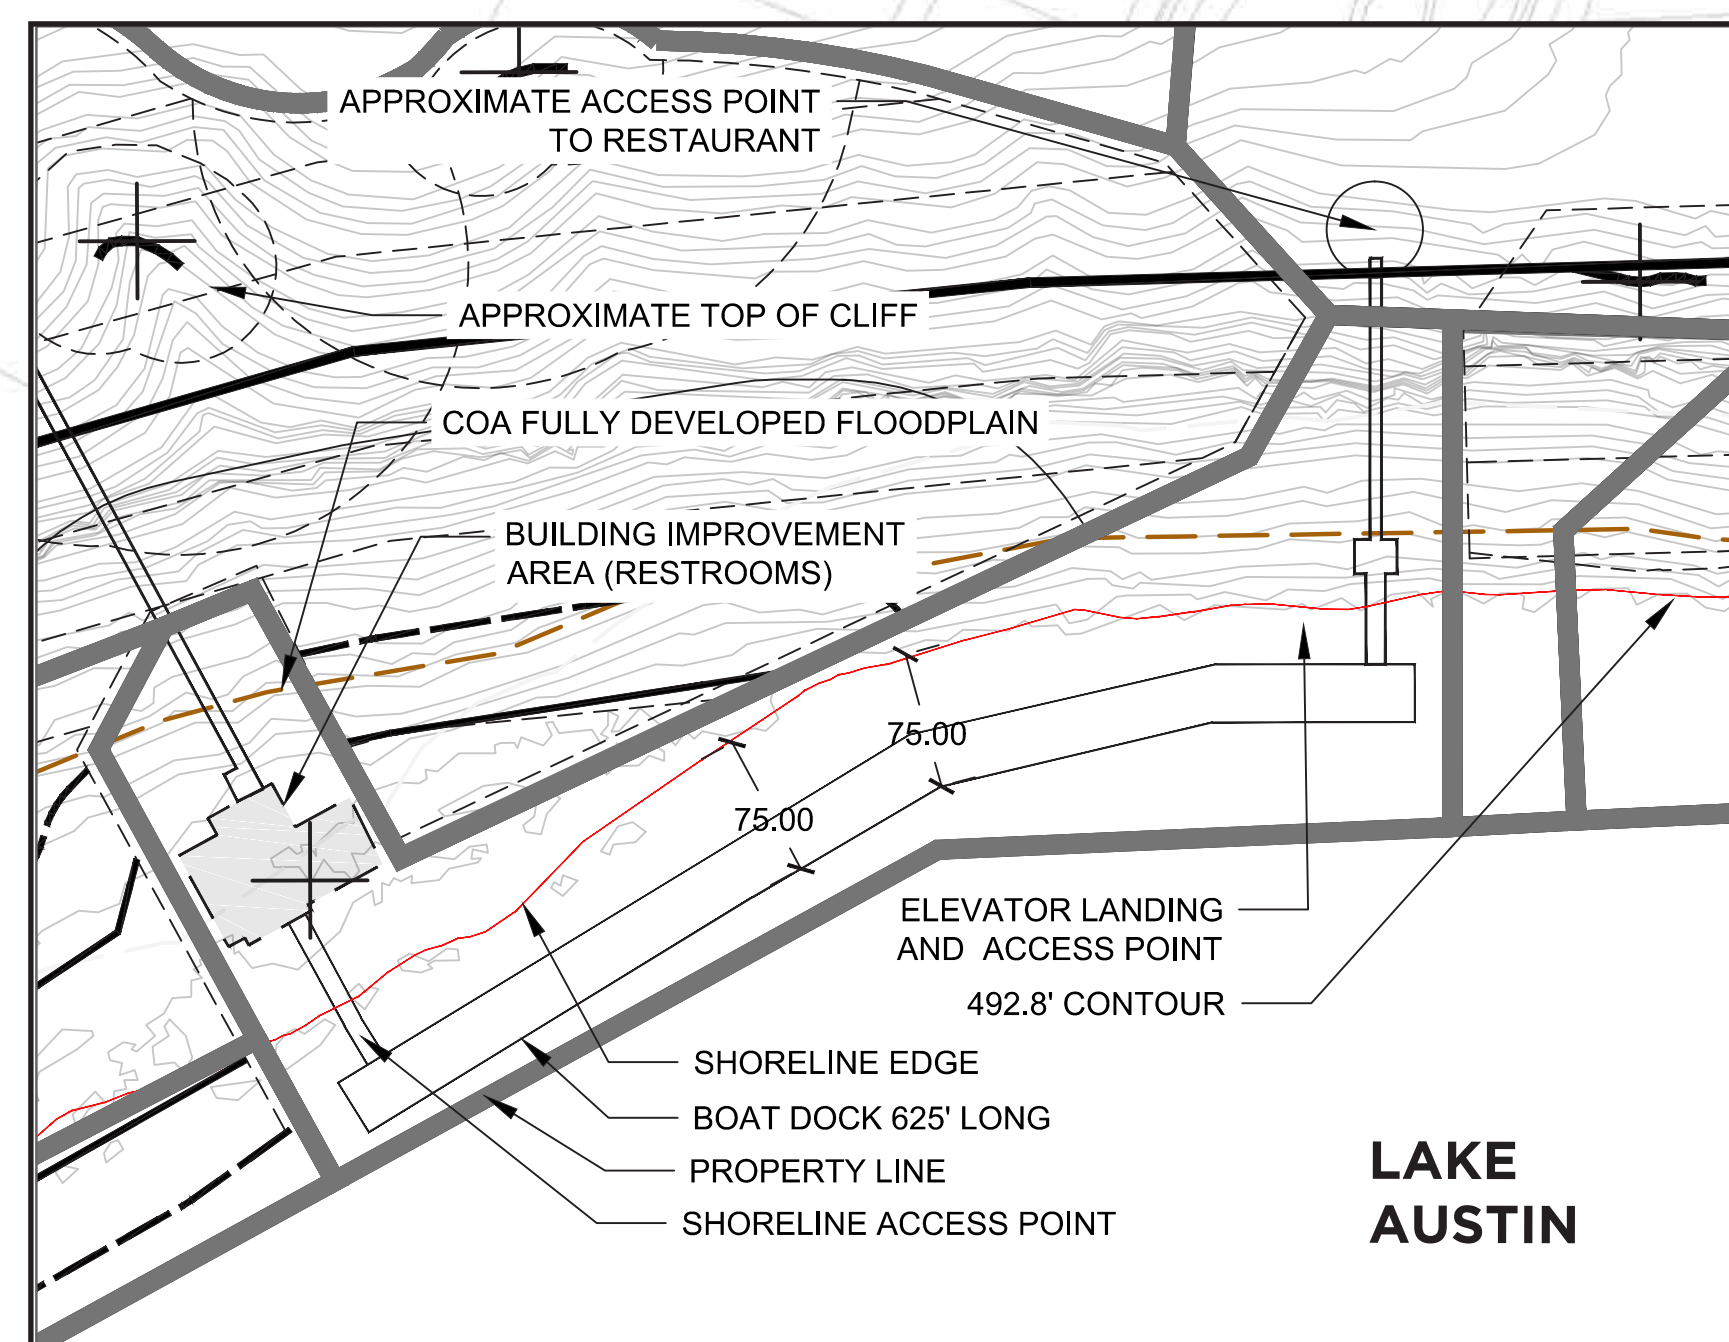 APPROXIMATE ACCESS POINT
TO RESTAURANT
APPROXIMATE TOP OF CLIFF
COA FULLY DEVELOPED FLOODPLAIN
BUILDING IMPROVEMENT
AREA (RESTROOMS)
75.00
75.00
ELEVATOR LANDING
AND ACCESS POINT
492.8' CONTOUR
SHORELINE EDGE
BOAT DOCK 625' LONG
PROPERTY LINE
SHORELINE ACCESS POINT
LAKE
AUSTIN